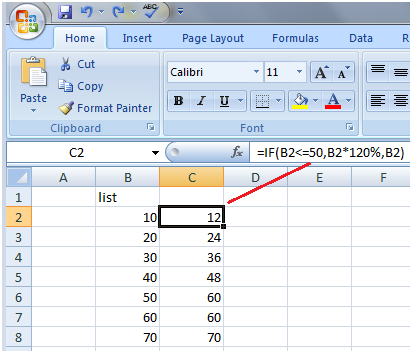 ABC
Home Insert Page Layout Formulas Data
Paste
Cut
Copy
Format Painter
Clipboard
Calibri 11 A A
B I U A
Font
C2 fx =IF(B2<=50,B2*120%,B2)
A B C D E F
1 list
2 10 12
3 20 24
4 30 36
5 40 48
6 50 60
7 60 60
8 70 70